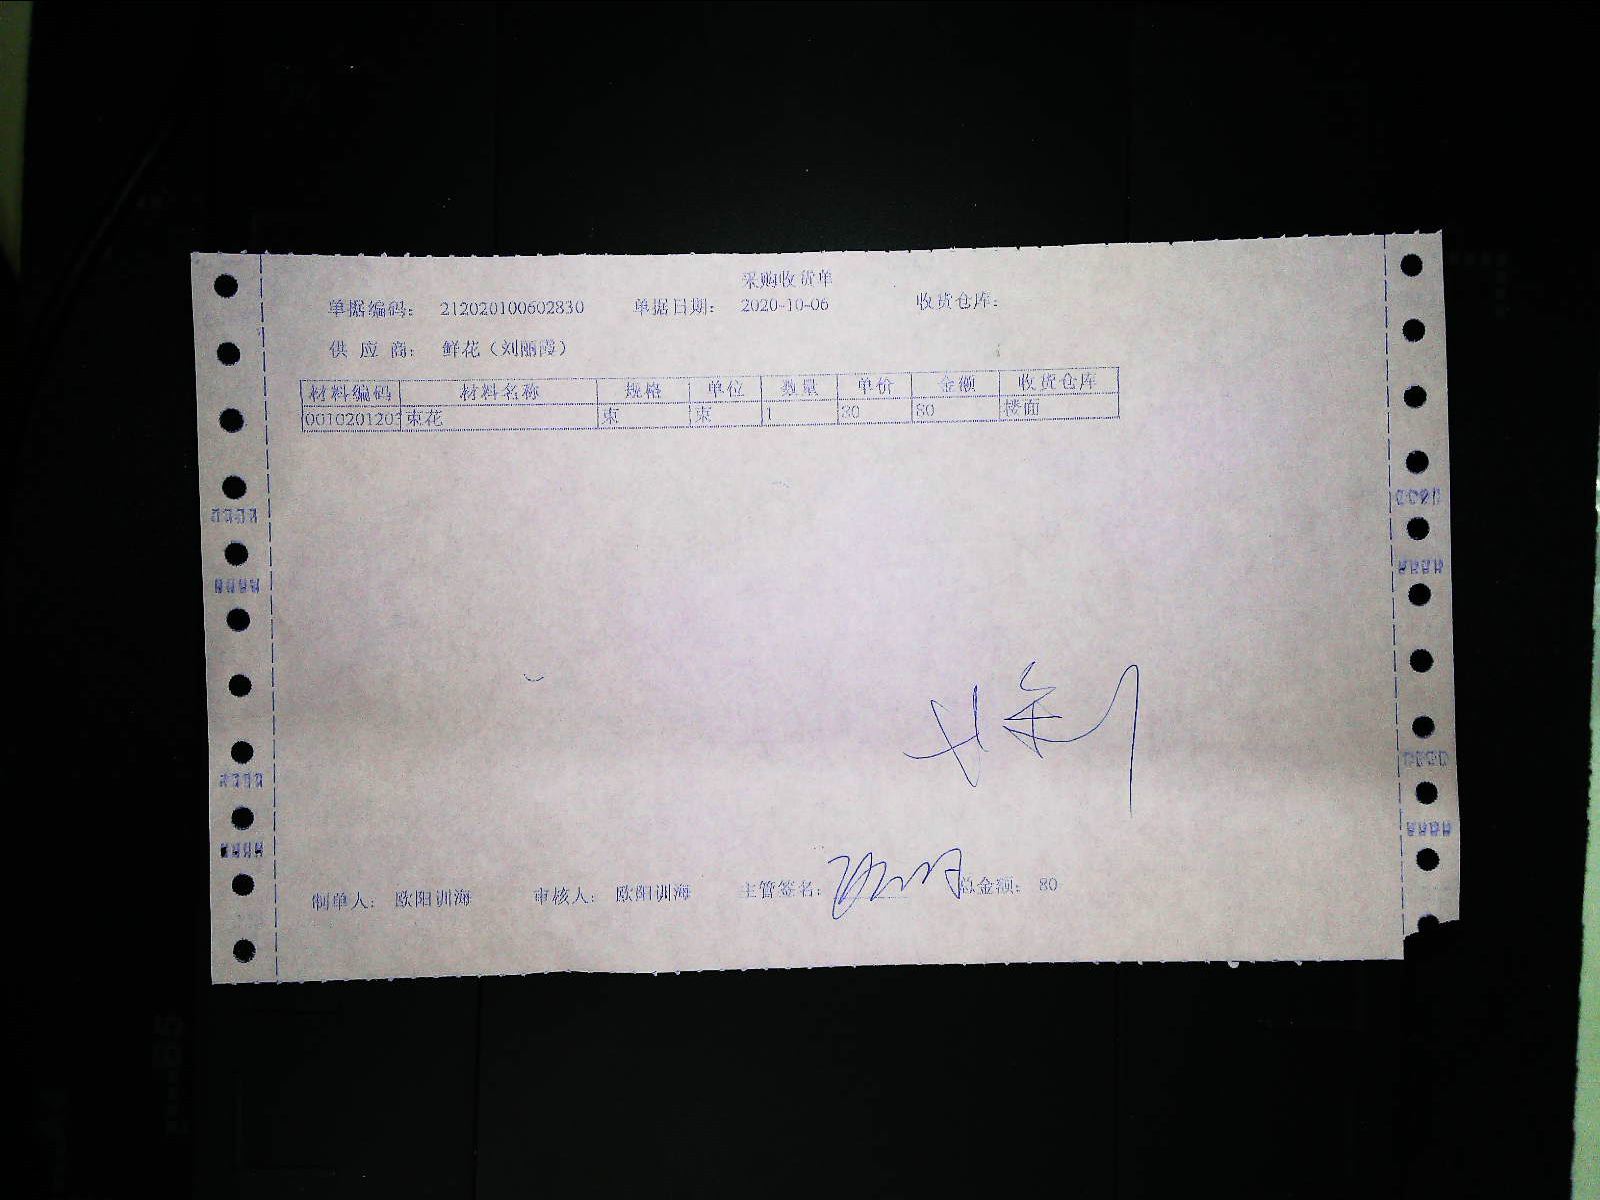 采购收货单
单据编码: 212020100602830 单据日期: 2020-10-06 收货仓库:
供 应 商: 鲜花（刘丽霞）
材料编码 材料名称 规格 单位 数量 单价 金额 收货仓库
0010201203 束花 束 束 1 80 80 楼面
制单人: 欧阳训海 审核人: 欧阳训海 主管签名: 总金额: 80